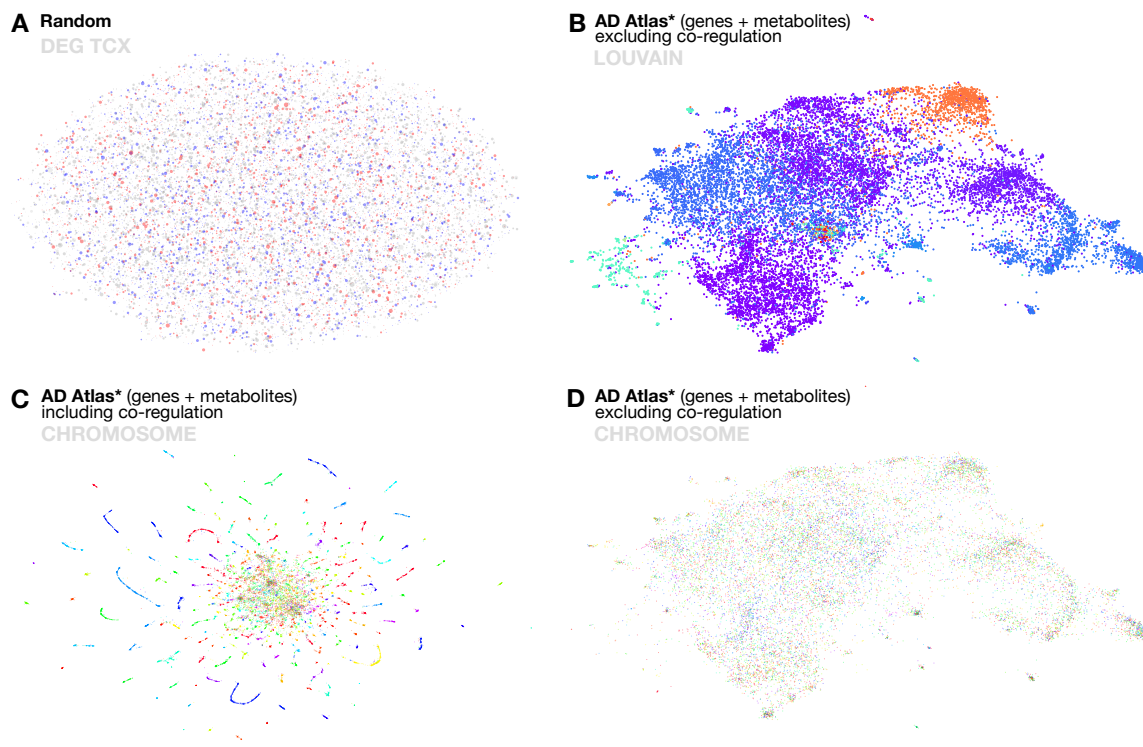 A Random
DEG TCX
B AD Atlas* (genes + metabolites)
excluding co-regulation
LOUVAIN
C AD Atlas* (genes + metabolites)
including co-regulation
CHROMOSOME
D AD Atlas* (genes + metabolites)
excluding co-regulation
CHROMOSOME